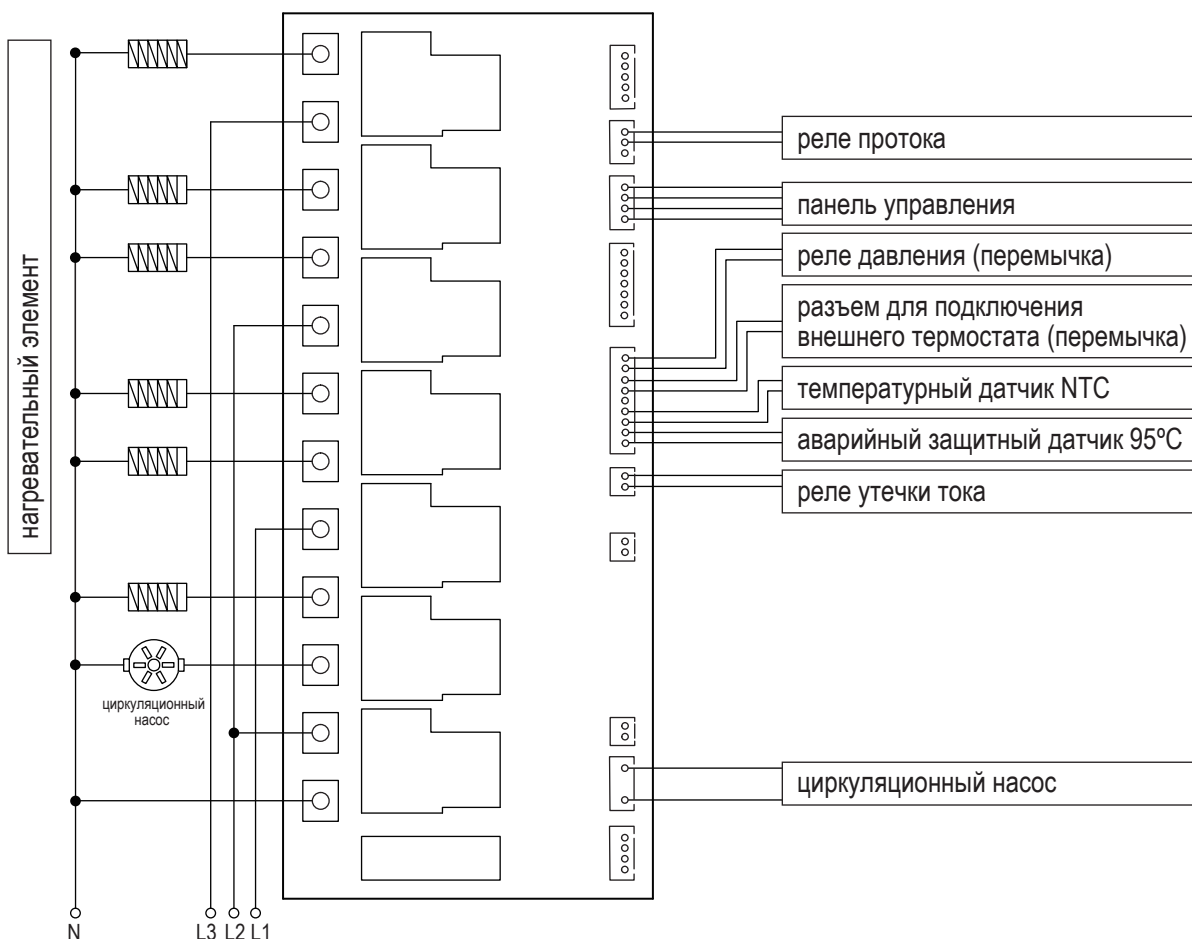 нагревательный элемент
реле протока
панель управления
реле давления (перемычка)
разъем для подключения
внешнего термостата (перемычка)
температурный датчик NTC
аварийный защитный датчик 95ºC
реле утечки тока
циркуляционный
насос
циркуляционный насос
N L3 L2 L1